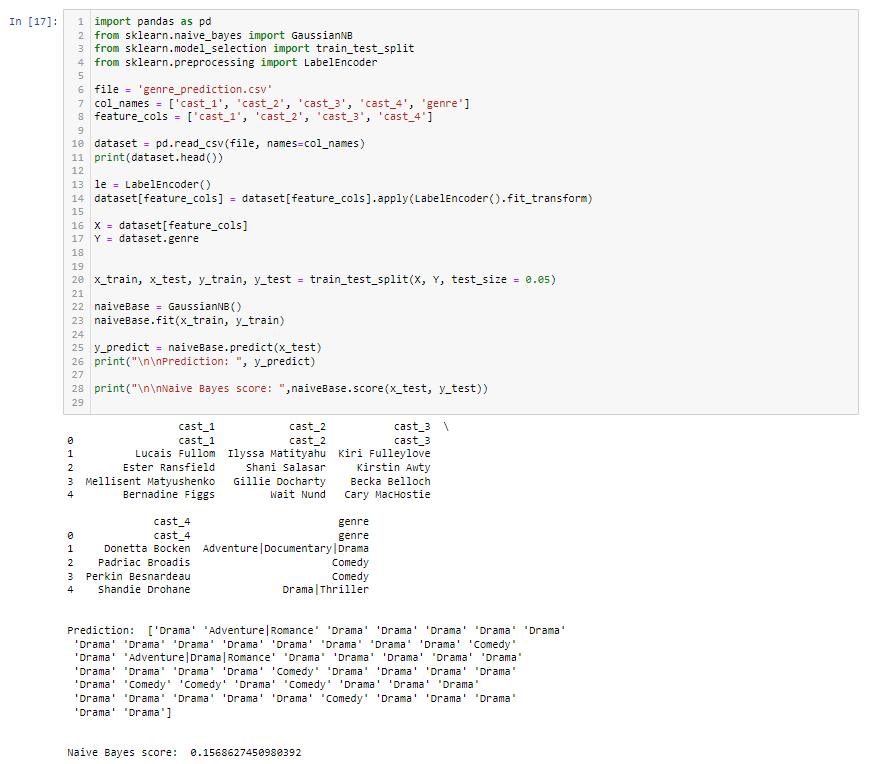 In [17]:
1 import pandas as pd
2 from sklearn.naive_bayes import GaussianNB
3 from sklearn.model_selection import train_test_split
4 from sklearn.preprocessing import LabelEncoder
5
6 file = 'genre_prediction.csv'
7 col_names = ['cast_1', 'cast_2', 'cast_3', 'cast_4', 'genre']
8 feature_cols = ['cast_1', 'cast_2', 'cast_3', 'cast_4']
9
10 dataset = pd.read_csv(file, names=col_names)
11 print(dataset.head())
12
13 le = LabelEncoder()
14 dataset[feature_cols] = dataset[feature_cols].apply(LabelEncoder().fit_transform)
15
16 X = dataset[feature_cols]
17 Y = dataset.genre
18
19
20 x_train, x_test, y_train, y_test = train_test_split(X, Y, test_size = 0.05)
21
22 naiveBase = GaussianNB()
23 naiveBase.fit(x_train, y_train)
24
25 y_predict = naiveBase.predict(x_test)
26 print("\n\nPrediction: ", y_predict)
27
28 print("\n\nNaive Bayes score: ",naiveBase.score(x_test, y_test))
29
cast_1 cast_2 cast_3 \
0 cast_1 cast_2 cast_3
1 Lucais Fullom Ilyssa Matityahu Kiri Fulleylove
2 Ester Ransfield Shani Salasar Kirstin Awty
3 Mellisent Matyushenko Gillie Docharty Becka Belloch
4 Bernadine Figgs Wait Nund Cary MacHostie
cast_4 genre
0 cast_4 genre
1 Donetta Bocken Adventure|Documentary|Drama
2 Padriac Broadis Comedy
3 Perkin Besnardeau Comedy
4 Shandie Drohane Drama|Thriller
Prediction: ['Drama' 'Adventure|Romance' 'Drama' 'Drama' 'Drama' 'Drama' 'Drama'
'Drama' 'Drama' 'Drama' 'Drama' 'Drama' 'Drama' 'Drama' 'Drama' 'Comedy'
'Drama' 'Adventure|Drama|Romance' 'Drama' 'Drama' 'Drama' 'Drama' 'Drama'
'Drama' 'Drama' 'Drama' 'Drama' 'Comedy' 'Drama' 'Drama' 'Drama' 'Drama'
'Drama' 'Comedy' 'Comedy' 'Drama' 'Comedy' 'Drama' 'Drama' 'Drama'
'Drama' 'Drama' 'Drama' 'Drama' 'Drama' 'Comedy' 'Drama' 'Drama' 'Drama'
'Drama' 'Drama']
Naive Bayes score: 0.1568627450980392